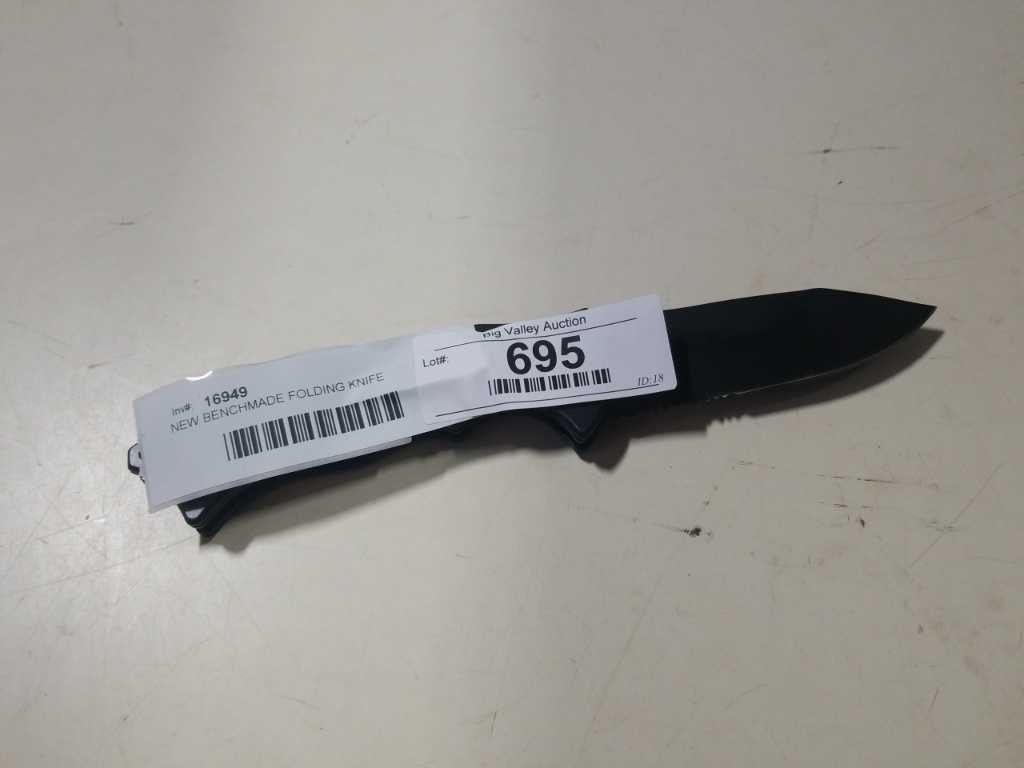 Inv#: 16949
NEW BENCHMADE FOLDING KNIFE
Big Valley Auction
Lot#:
695
ID:18